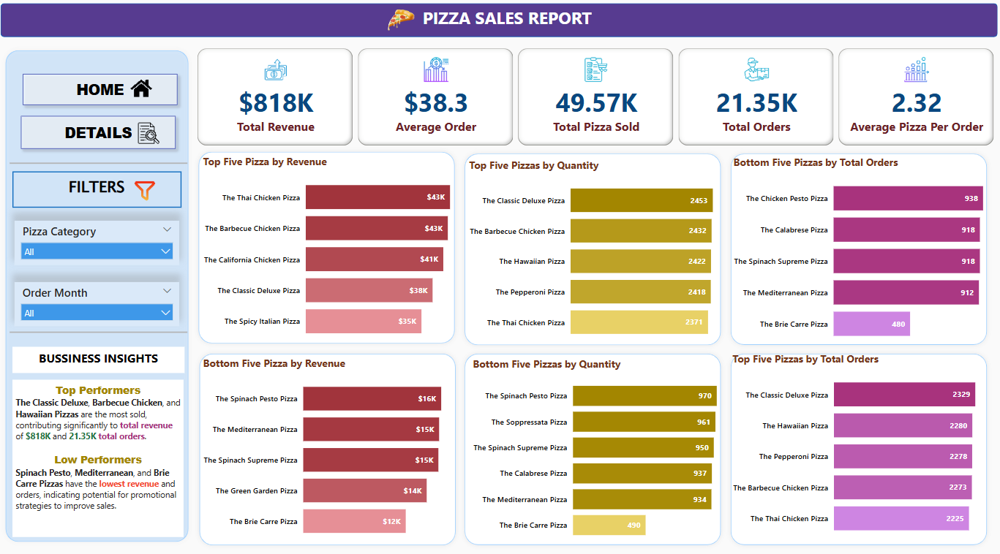 PIZZA SALES REPORT
HOME
DETAILS
FILTERS
Pizza Category
All
Order Month
All
BUSSINESS INSIGHTS
Top Performers
The Classic Deluxe, Barbecue Chicken, and
Hawaiian Pizzas are the most sold,
contributing significantly to total revenue
of $818K and 21.35K total orders.
Low Performers
Spinach Pesto, Mediterranean, and Brie
Carre Pizzas have the lowest revenue and
orders, indicating potential for promotional
strategies to improve sales.
$818K
Total Revenue
$38.3
Average Order
49.57K
Total Pizza Sold
21.35K
Total Orders
2.32
Average Pizza Per Order
Top Five Pizza by Revenue
The Thai Chicken Pizza $43K
The Barbecue Chicken Pizza $43K
The California Chicken Pizza $41K
The Classic Deluxe Pizza $38K
The Spicy Italian Pizza $35K
Top Five Pizzas by Quantity
The Classic Deluxe Pizza 2453
The Barbecue Chicken Pizza 2432
The Hawaiian Pizza 2422
The Pepperoni Pizza 2418
The Thai Chicken Pizza 2371
Bottom Five Pizzas by Total Orders
The Chicken Pesto Pizza 938
The Calabrese Pizza 918
The Spinach Supreme Pizza 918
The Mediterranean Pizza 912
The Brie Carre Pizza 480
Bottom Five Pizza by Revenue
The Spinach Pesto Pizza $16K
The Mediterranean Pizza $15K
The Spinach Supreme Pizza $15K
The Green Garden Pizza $14K
The Brie Carre Pizza $12K
Bottom Five Pizzas by Quantity
The Spinach Pesto Pizza 970
The Soppressata Pizza 961
The Spinach Supreme Pizza 950
The Calabrese Pizza 937
The Mediterranean Pizza 934
The Brie Carre Pizza 490
Top Five Pizzas by Total Orders
The Classic Deluxe Pizza 2329
The Hawaiian Pizza 2280
The Pepperoni Pizza 2278
The Barbecue Chicken Pizza 2273
The Thai Chicken Pizza 2225